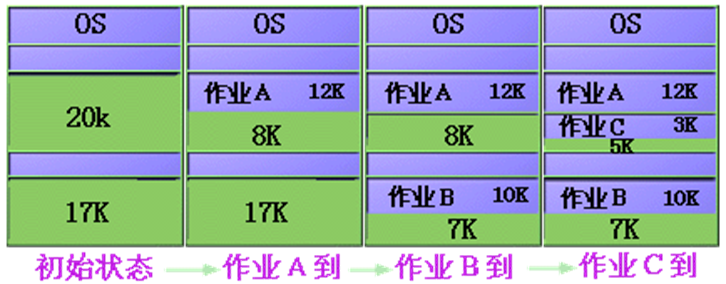 OS OS OS OS
作业A 12K 作业A 12K 作业A 12K
20k 8K 8K 作业C 3K
5K
17K 17K 作业B 10K 作业B 10K
7K 7K
初始状态 作业A到 作业B到 作业C到